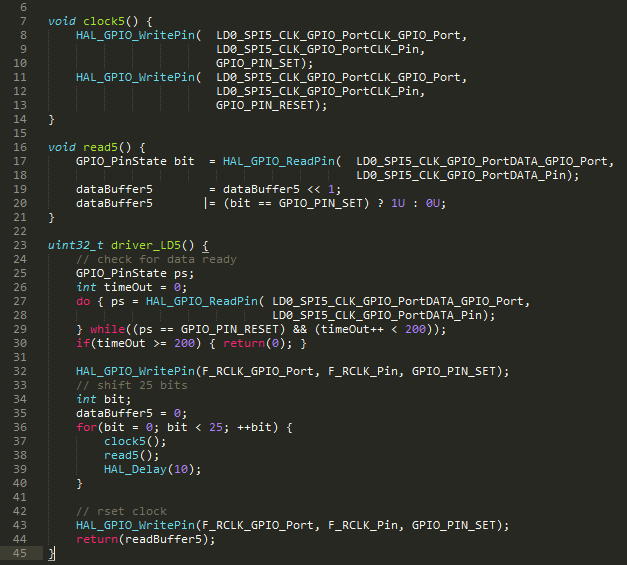 6
7 void clock5() {
8 HAL_GPIO_WritePin( LD0_SPI5_CLK_GPIO_PortCLK_GPIO_Port,
9 LD0_SPI5_CLK_GPIO_PortCLK_Pin,
10 GPIO_PIN_SET);
11 HAL_GPIO_WritePin( LD0_SPI5_CLK_GPIO_PortCLK_GPIO_Port,
12 LD0_SPI5_CLK_GPIO_PortCLK_Pin,
13 GPIO_PIN_RESET);
14 }
15
16 void read5() {
17 GPIO_PinState bit = HAL_GPIO_ReadPin( LD0_SPI5_CLK_GPIO_PortDATA_GPIO_Port,
18 LD0_SPI5_CLK_GPIO_PortDATA_Pin);
19 dataBuffer5 = dataBuffer5 << 1;
20 dataBuffer5 |= (bit == GPIO_PIN_SET) ? 1U : 0U;
21 }
22
23 uint32_t driver_LD5() {
24 // check for data ready
25 GPIO_PinState ps;
26 int timeOut = 0;
27 do { ps = HAL_GPIO_ReadPin( LD0_SPI5_CLK_GPIO_PortDATA_GPIO_Port,
28 LD0_SPI5_CLK_GPIO_PortDATA_Pin);
29 } while((ps == GPIO_PIN_RESET) && (timeOut++ < 200));
30 if(timeOut >= 200) { return(0); }
31
32 HAL_GPIO_WritePin(F_RCLK_GPIO_Port, F_RCLK_Pin, GPIO_PIN_SET);
33 // shift 25 bits
34 int bit;
35 dataBuffer5 = 0;
36 for(bit = 0; bit < 25; ++bit) {
37 clock5();
38 read5();
39 HAL_Delay(10);
40 }
41
42 // rset clock
43 HAL_GPIO_WritePin(F_RCLK_GPIO_Port, F_RCLK_Pin, GPIO_PIN_SET);
44 return(readBuffer5);
45 }